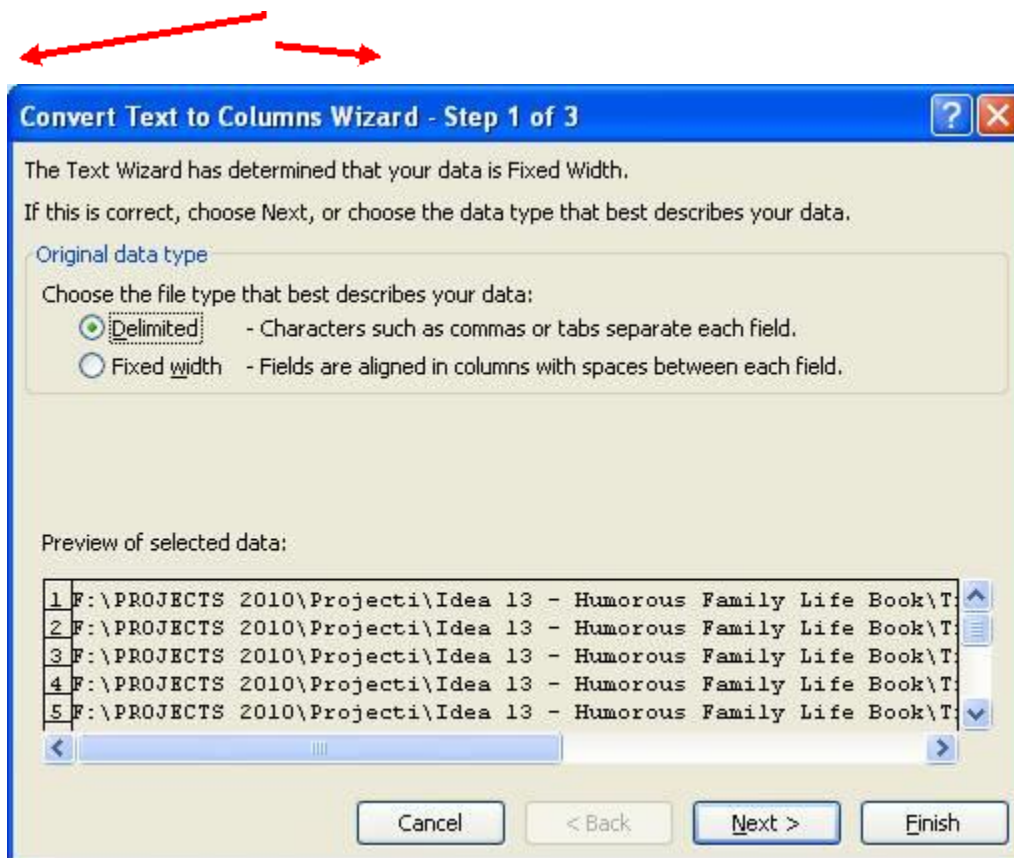 Convert Text to Columns Wizard - Step 1 of 3
The Text Wizard has determined that your data is Fixed Width.
If this is correct, choose Next, or choose the data type that best describes your data.
Original data type
Choose the file type that best describes your data:
Delimited - Characters such as commas or tabs separate each field.
Fixed width - Fields are aligned in columns with spaces between each field.
Preview of selected data:
1 F:\PROJECTS 2010\Projecti\Idea 13 - Humorous Family Life Book\T
2 F:\PROJECTS 2010\Projecti\Idea 13 - Humorous Family Life Book\T
3 F:\PROJECTS 2010\Projecti\Idea 13 - Humorous Family Life Book\T
4 F:\PROJECTS 2010\Projecti\Idea 13 - Humorous Family Life Book\T
5 F:\PROJECTS 2010\Projecti\Idea 13 - Humorous Family Life Book\T
Cancel < Back Next > Finish